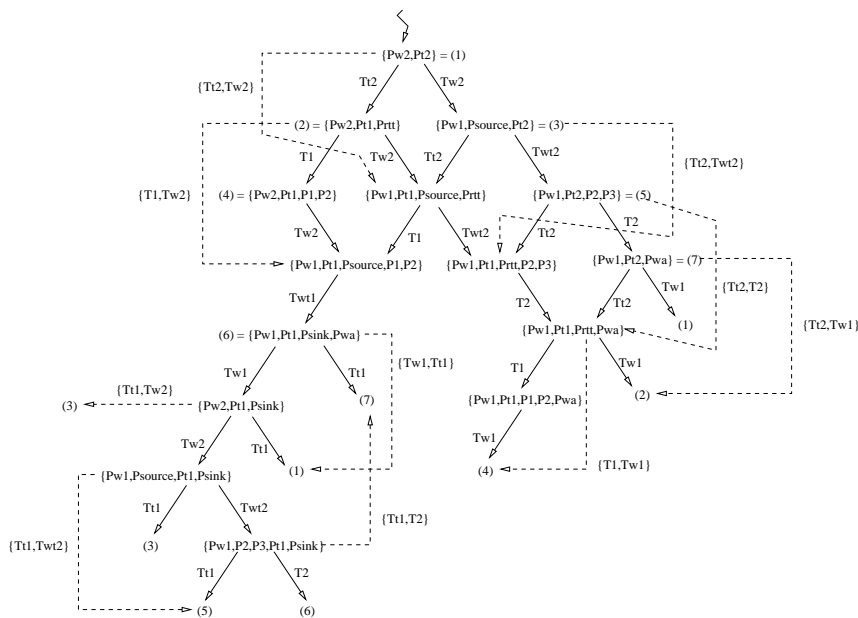 {Pw2,Pt2} = (1)
{Tt2,Tw2}
Tt2
Tw2
(2) = {Pw2,Pt1,Prtt}
{Pw1,Psource,Pt2} = (3)
T1
Tw2
Tt2
Twt2
{Tt2,Twt2}
{T1,Tw2}
(4) = {Pw2,Pt1,P1,P2}
{Pw1,Pt1,Psource,Prtt}
{Pw1,Pt2,P2,P3} = (5)
Tw2
T1
Twt2
Tt2
T2
{Pw1,Pt1,Psource,P1,P2}
{Pw1,Pt1,Prtt,P2,P3}
{Pw1,Pt2,Pwa} = (7)
{Tt2,T2}
Twt1
T2
Tt2
Tw1
(1)
{Tt2,Tw1}
(6) = {Pw1,Pt1,Psink,Pwa}
{Pw1,Pt1,Prtt,Pwa}
Tw1
Tt1
{Tw1,Tt1}
T1
Tw1
{Tt1,Tw2}
(3)
{Pw2,Pt1,Psink}
(7)
{Pw1,Pt1,P1,P2,Pwa}
(2)
Tw2
Tt1
Tw1
(1)
(4)
{T1,Tw1}
{Pw1,Psource,Pt1,Psink}
Tt1
Twt2
{Tt1,T2}
{Tt1,Twt2}
(3)
{Pw1,P2,P3,Pt1,Psink}
Tt1
T2
(5)
(6)